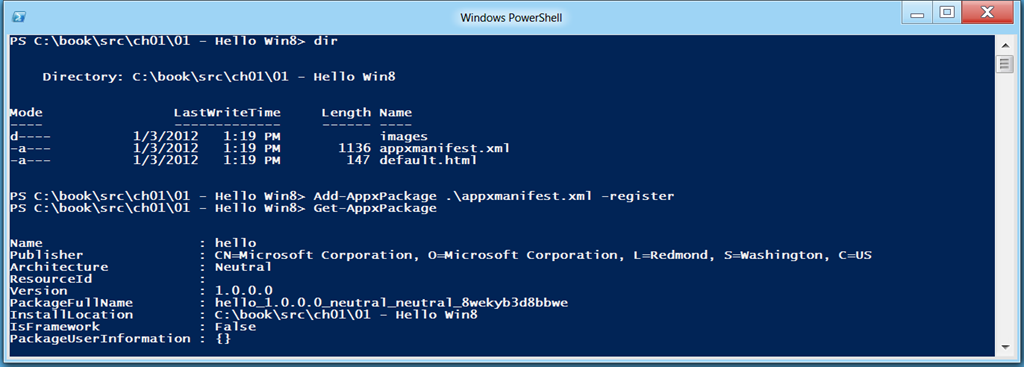 Windows PowerShell
PS C:\book\src\ch01\01 - Hello Win8> dir
Directory: C:\book\src\ch01\01 - Hello Win8
Mode                LastWriteTime     Length Name
----                -------------     ------ ----
d----          1/3/2012   1:19 PM            images
-a---          1/3/2012   1:19 PM       1136 appxmanifest.xml
-a---          1/3/2012   1:19 PM        147 default.html
PS C:\book\src\ch01\01 - Hello Win8> Add-AppxPackage .\appxmanifest.xml -register
PS C:\book\src\ch01\01 - Hello Win8> Get-AppxPackage
Name                   : hello
Publisher              : CN=Microsoft Corporation, O=Microsoft Corporation, L=Redmond, S=Washington, C=US
Architecture           : Neutral
ResourceId             :
Version                : 1.0.0.0
PackageFullName        : hello_1.0.0.0_neutral_neutral_8wekyb3d8bbwe
InstallLocation        : C:\book\src\ch01\01 - Hello Win8
IsFramework            : False
PackageUserInformation : {}